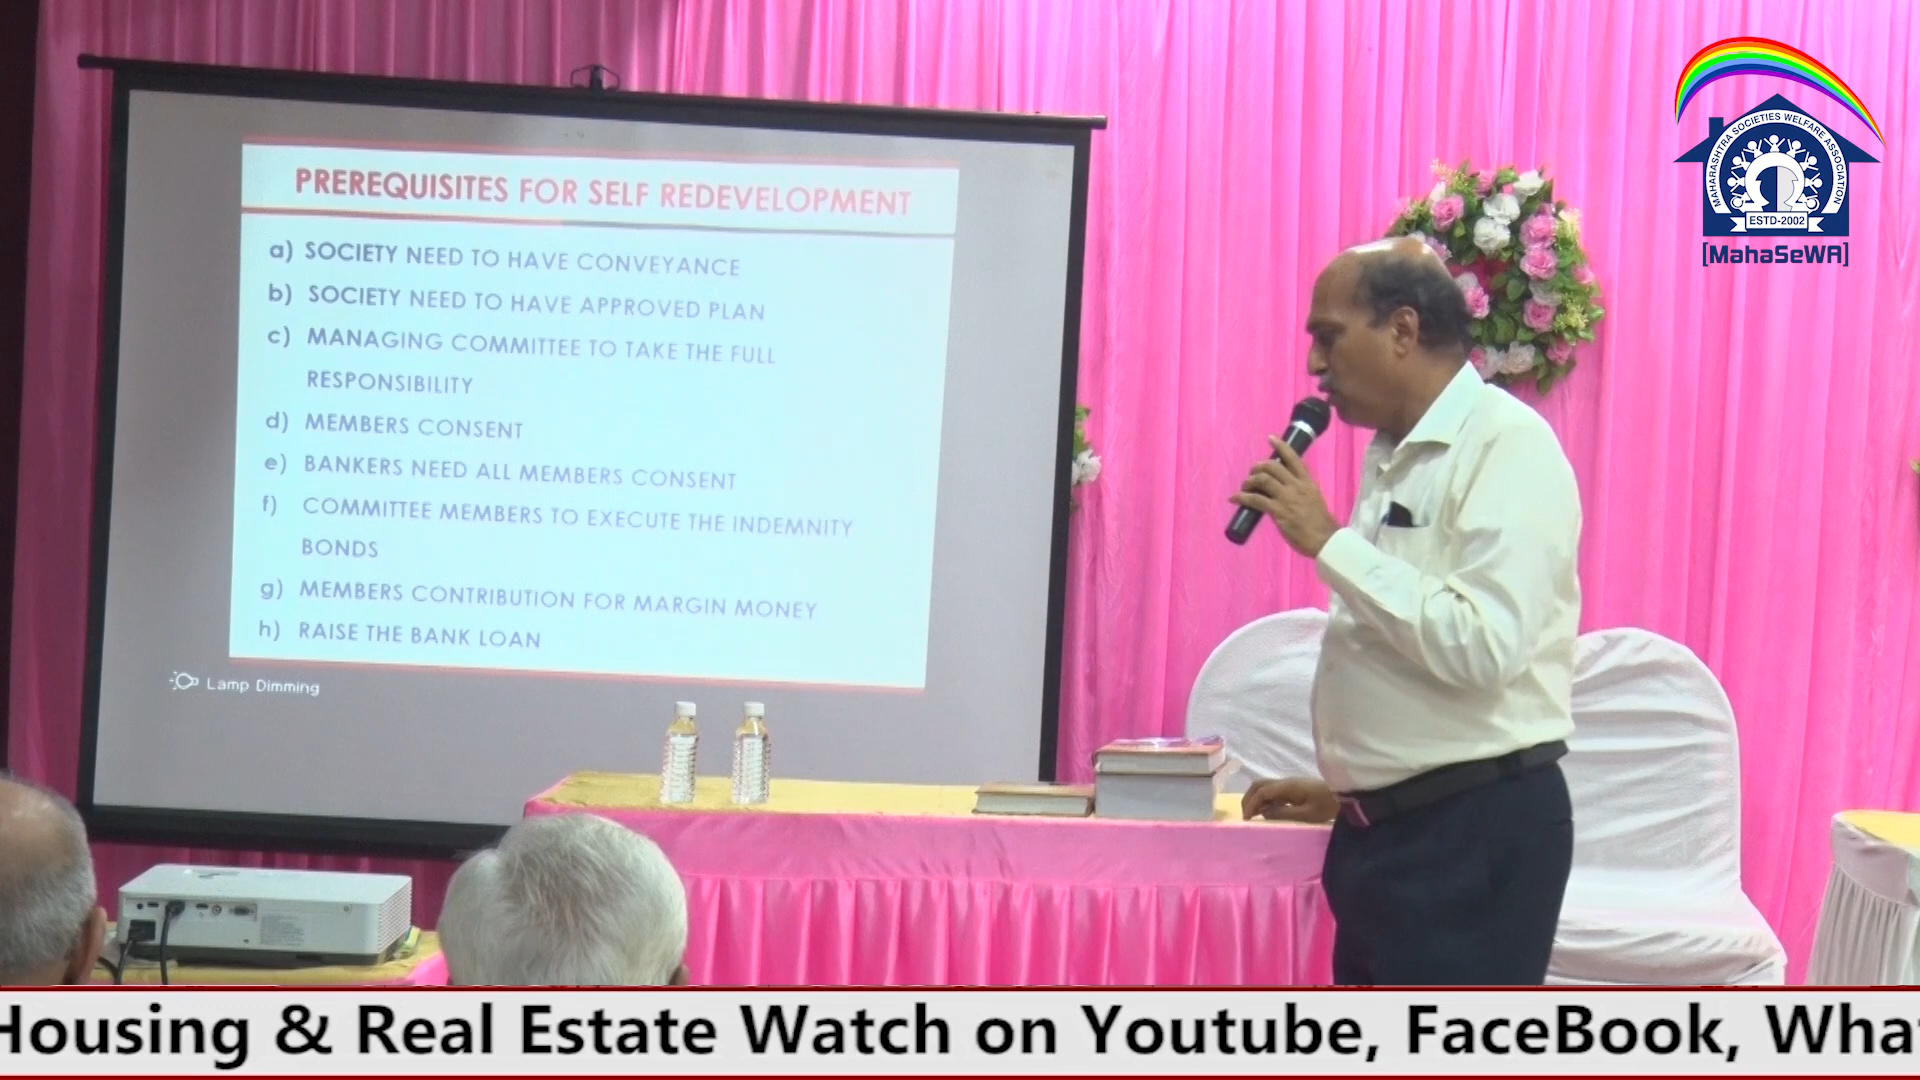 PREREQUISITES FOR SELF REDEVELOPMENT
a) SOCIETY NEED TO HAVE CONVEYANCE
b) SOCIETY NEED TO HAVE APPROVED PLAN
c) MANAGING COMMITTEE TO TAKE THE FULL
RESPONSIBILITY
d) MEMBERS CONSENT
e) BANKERS NEED ALL MEMBERS CONSENT
f) COMMITTEE MEMBERS TO EXECUTE THE INDEMNITY
BONDS
g) MEMBERS CONTRIBUTION FOR MARGIN MONEY
h) RAISE THE BANK LOAN
Lamp Dimming
MAHARASHTRA SOCIETIES WELFARE ASSOCIATION
ESTD-2002
[MahaSeWA]
Housing & Real Estate Watch on Youtube, FaceBook, What